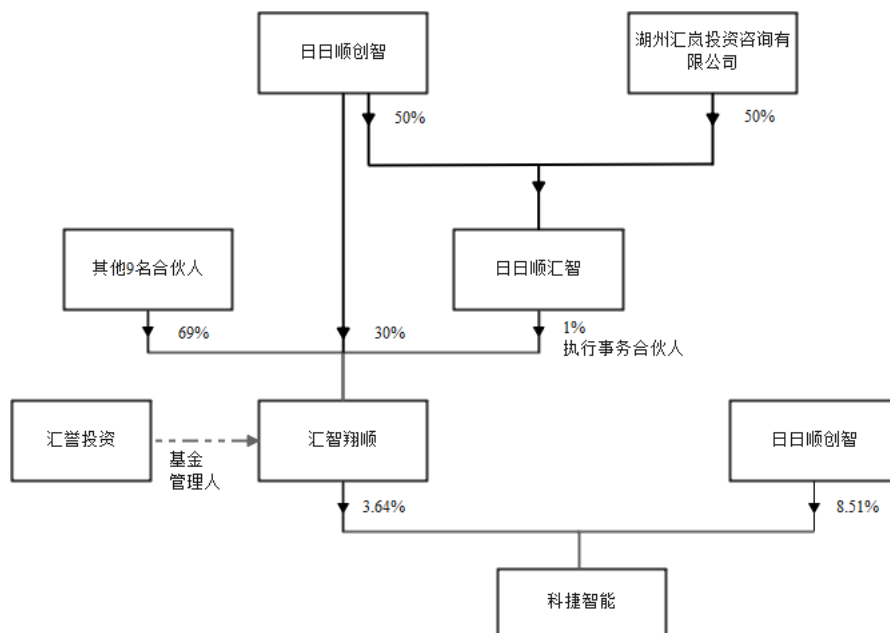 日日顺创智
湖州汇岚投资咨询有
限公司
50%
50%
其他9名合伙人
日日顺汇智
69%
30%
1%
执行事务合伙人
汇誉投资
基金
管理人
汇智翔顺
日日顺创智
3.64%
8.51%
科捷智能